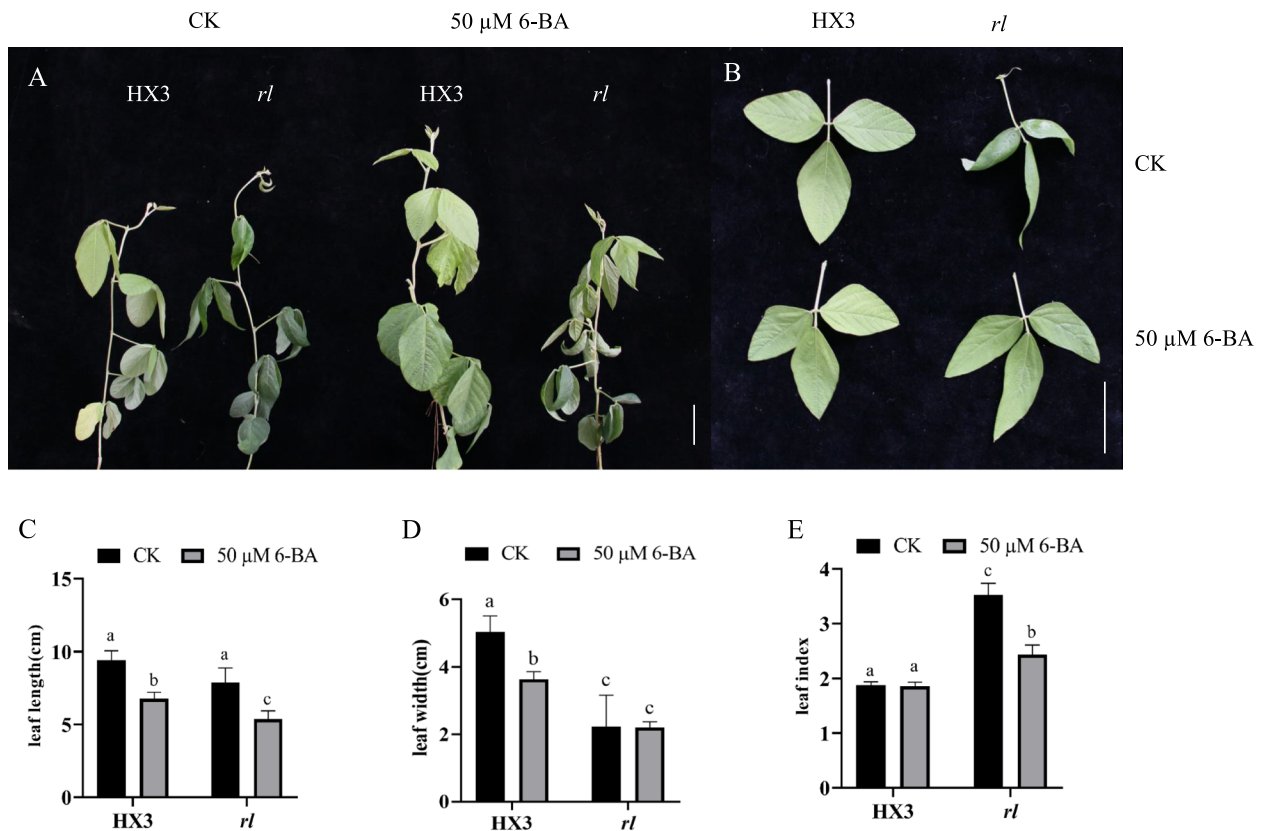 CK 50 µM 6-BA HX3 rl
A HX3 rl HX3 rl B
CK
50 µM 6-BA
C
CK 50 µM 6-BA
leaf length(cm)
15
10
5
0
a b a c
HX3 rl
D
CK 50 µM 6-BA
leaf width(cm)
6
4
2
0
a b c c
HX3 rl
E
CK 50 µM 6-BA
leaf index
4
3
2
1
0
a a c b
HX3 rl